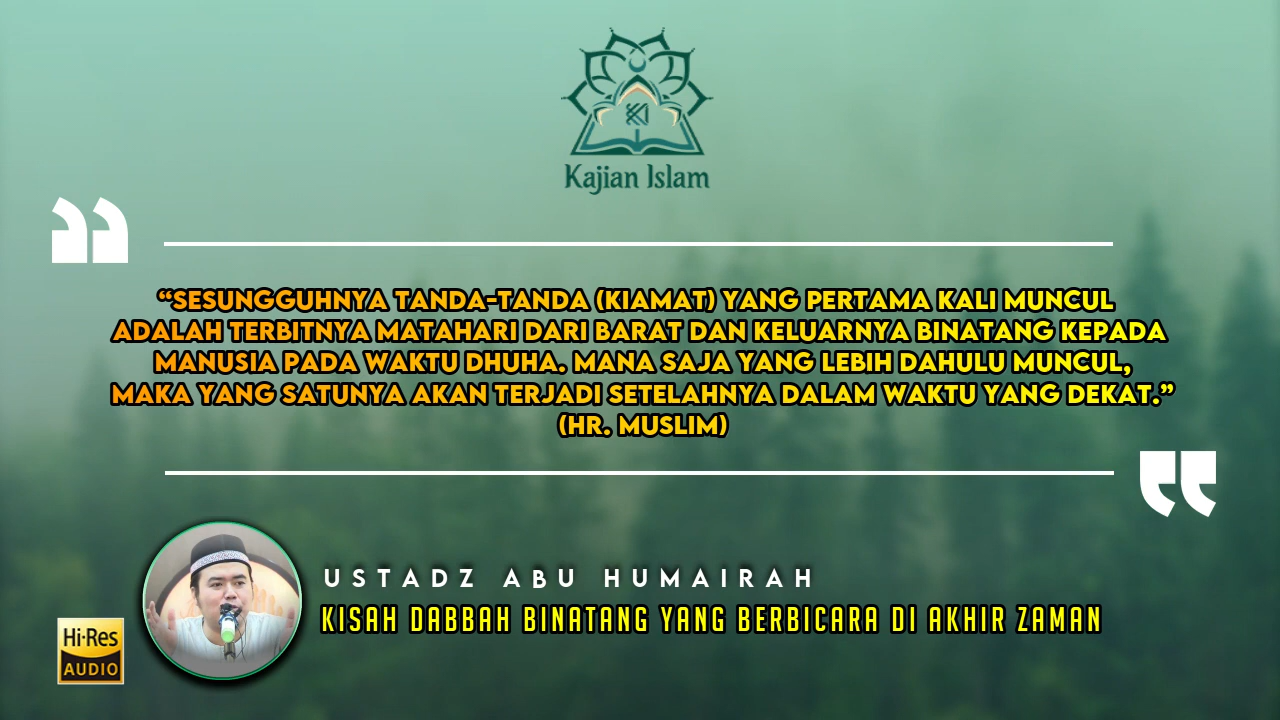 Kajian Islam
“SESUNGGUHNYA TANDA-TANDA (KIAMAT) YANG PERTAMA KALI MUNCUL
ADALAH TERBITNYA MATAHARI DARI BARAT DAN KELUARNYA BINATANG KEPADA
MANUSIA PADA WAKTU DHUHA. MANA SAJA YANG LEBIH DAHULU MUNCUL,
MAKA YANG SATUNYA AKAN TERJADI SETELAHNYA DALAM WAKTU YANG DEKAT.”
(HR. MUSLIM)
USTADZ ABU HUMAIRAH
KISAH DABBAH BINATANG YANG BERBICARA DI AKHIR ZAMAN
Hi-Res
AUDIO